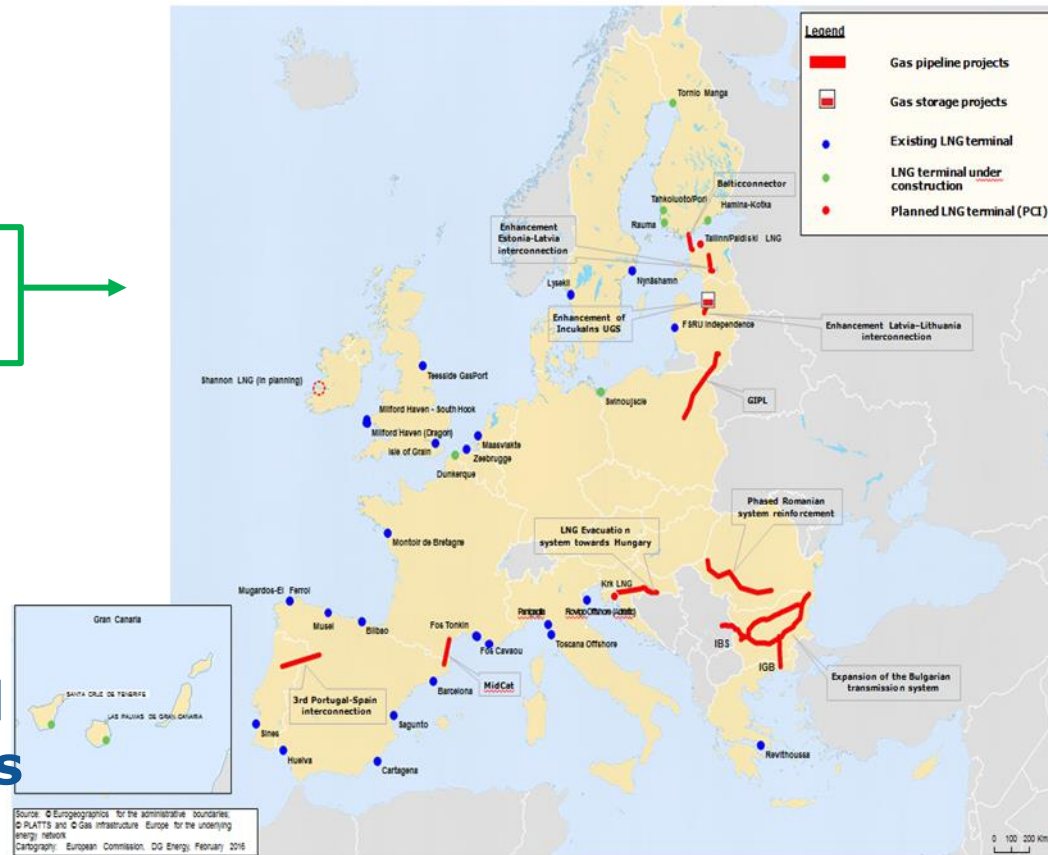 Legend
Gas pipeline projects
Gas storage projects
Existing LNG terminal
LNG terminal under
construction
Planned LNG terminal (PCI)
Tornio Manga
Balticconnector
Tahkoluoto/Pori
Hamina-Kotka
Rauma
Enhancement
Estonia-Latvia
interconnection
Tallinn/Paldiski LNG
Lysekil
Nynäshamn
Enhancement of
Incukalns UGS
FSRU Independence
Enhancement Latvia-Lithuania
interconnection
Teesside GasPort
Shannon LNG (in planning)
Swinoujscie
GIPL
Milford Haven - South Hook
Milford Haven (Dragon)
Maasvlakte
Isle of Grain
Zeebrugge
Dunkerque
Phased Romanian
system reinforcement
LNG Evacuation
system towards Hungary
Montoir de Bretagne
Krk LNG
Mugardos-El Ferrol
Gran Canaria
Musel
Bilbao
Fos Tonkin
Toscana Offshore
Fos Cavaou
IBS
IGB
Expansion of the Bulgarian
transmission system
MidCat
Barcelona
3rd Portugal-Spain
interconnection
SANTA CRUZ DE TENERIFE
LAS PALMAS DE GRAN CANARIA
Sagunto
Sines
Revithoussa
Huelva
Cartagena
s
Source: © Eurogeographics for the administrative boundaries;
© PLATTS and © Gas Infrastructure Europe for the underlying
energy network
Cartography: European Commission, DG Energy, February 2016
0 100 200 Km